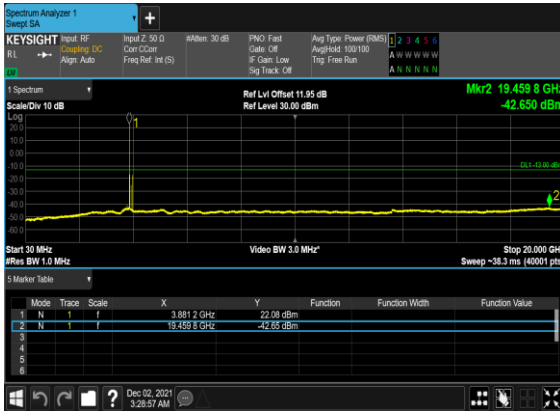 Spectrum Analyzer 1
Swept SA
+
KEYSIGHT
RL
Input: RF
Coupling: DC
Align: Auto
Input Z: 50 Ω
Corr CCorr
Freq Ref: Int (S)
#Atten: 30 dB
PNO: Fast
Gate: Off
IF Gain: Low
Sig Track: Off
Avg Type: Power (RMS)
Avg|Hold: 100/100
Trig: Free Run
1 2 3 4 5 6
A W W W W W
A N N N N N
1 Spectrum
Scale/Div 10 dB
Ref Lvl Offset 11.95 dB
Ref Level 30.00 dBm
Mkr2 19.459 8 GHz
-42.650 dBm
Log
20.0
10.0
0.00
-10.0
-20.0
-30.0
-40.0
-50.0
-60.0
1
DL1 -13.00 dBm
2
Start 30 MHz
#Res BW 1.0 MHz
Video BW 3.0 MHz*
Stop 20.000 GHz
Sweep ~38.3 ms (40001 pts)
5 Marker Table
Mode Trace Scale X Y Function Function Width Function Value
1 N 1 f 3.881 2 GHz 22.08 dBm
2 N 1 f 19.459 8 GHz -42.65 dBm
3
4
5
6
?
Dec 02, 2021
3:28:57 AM